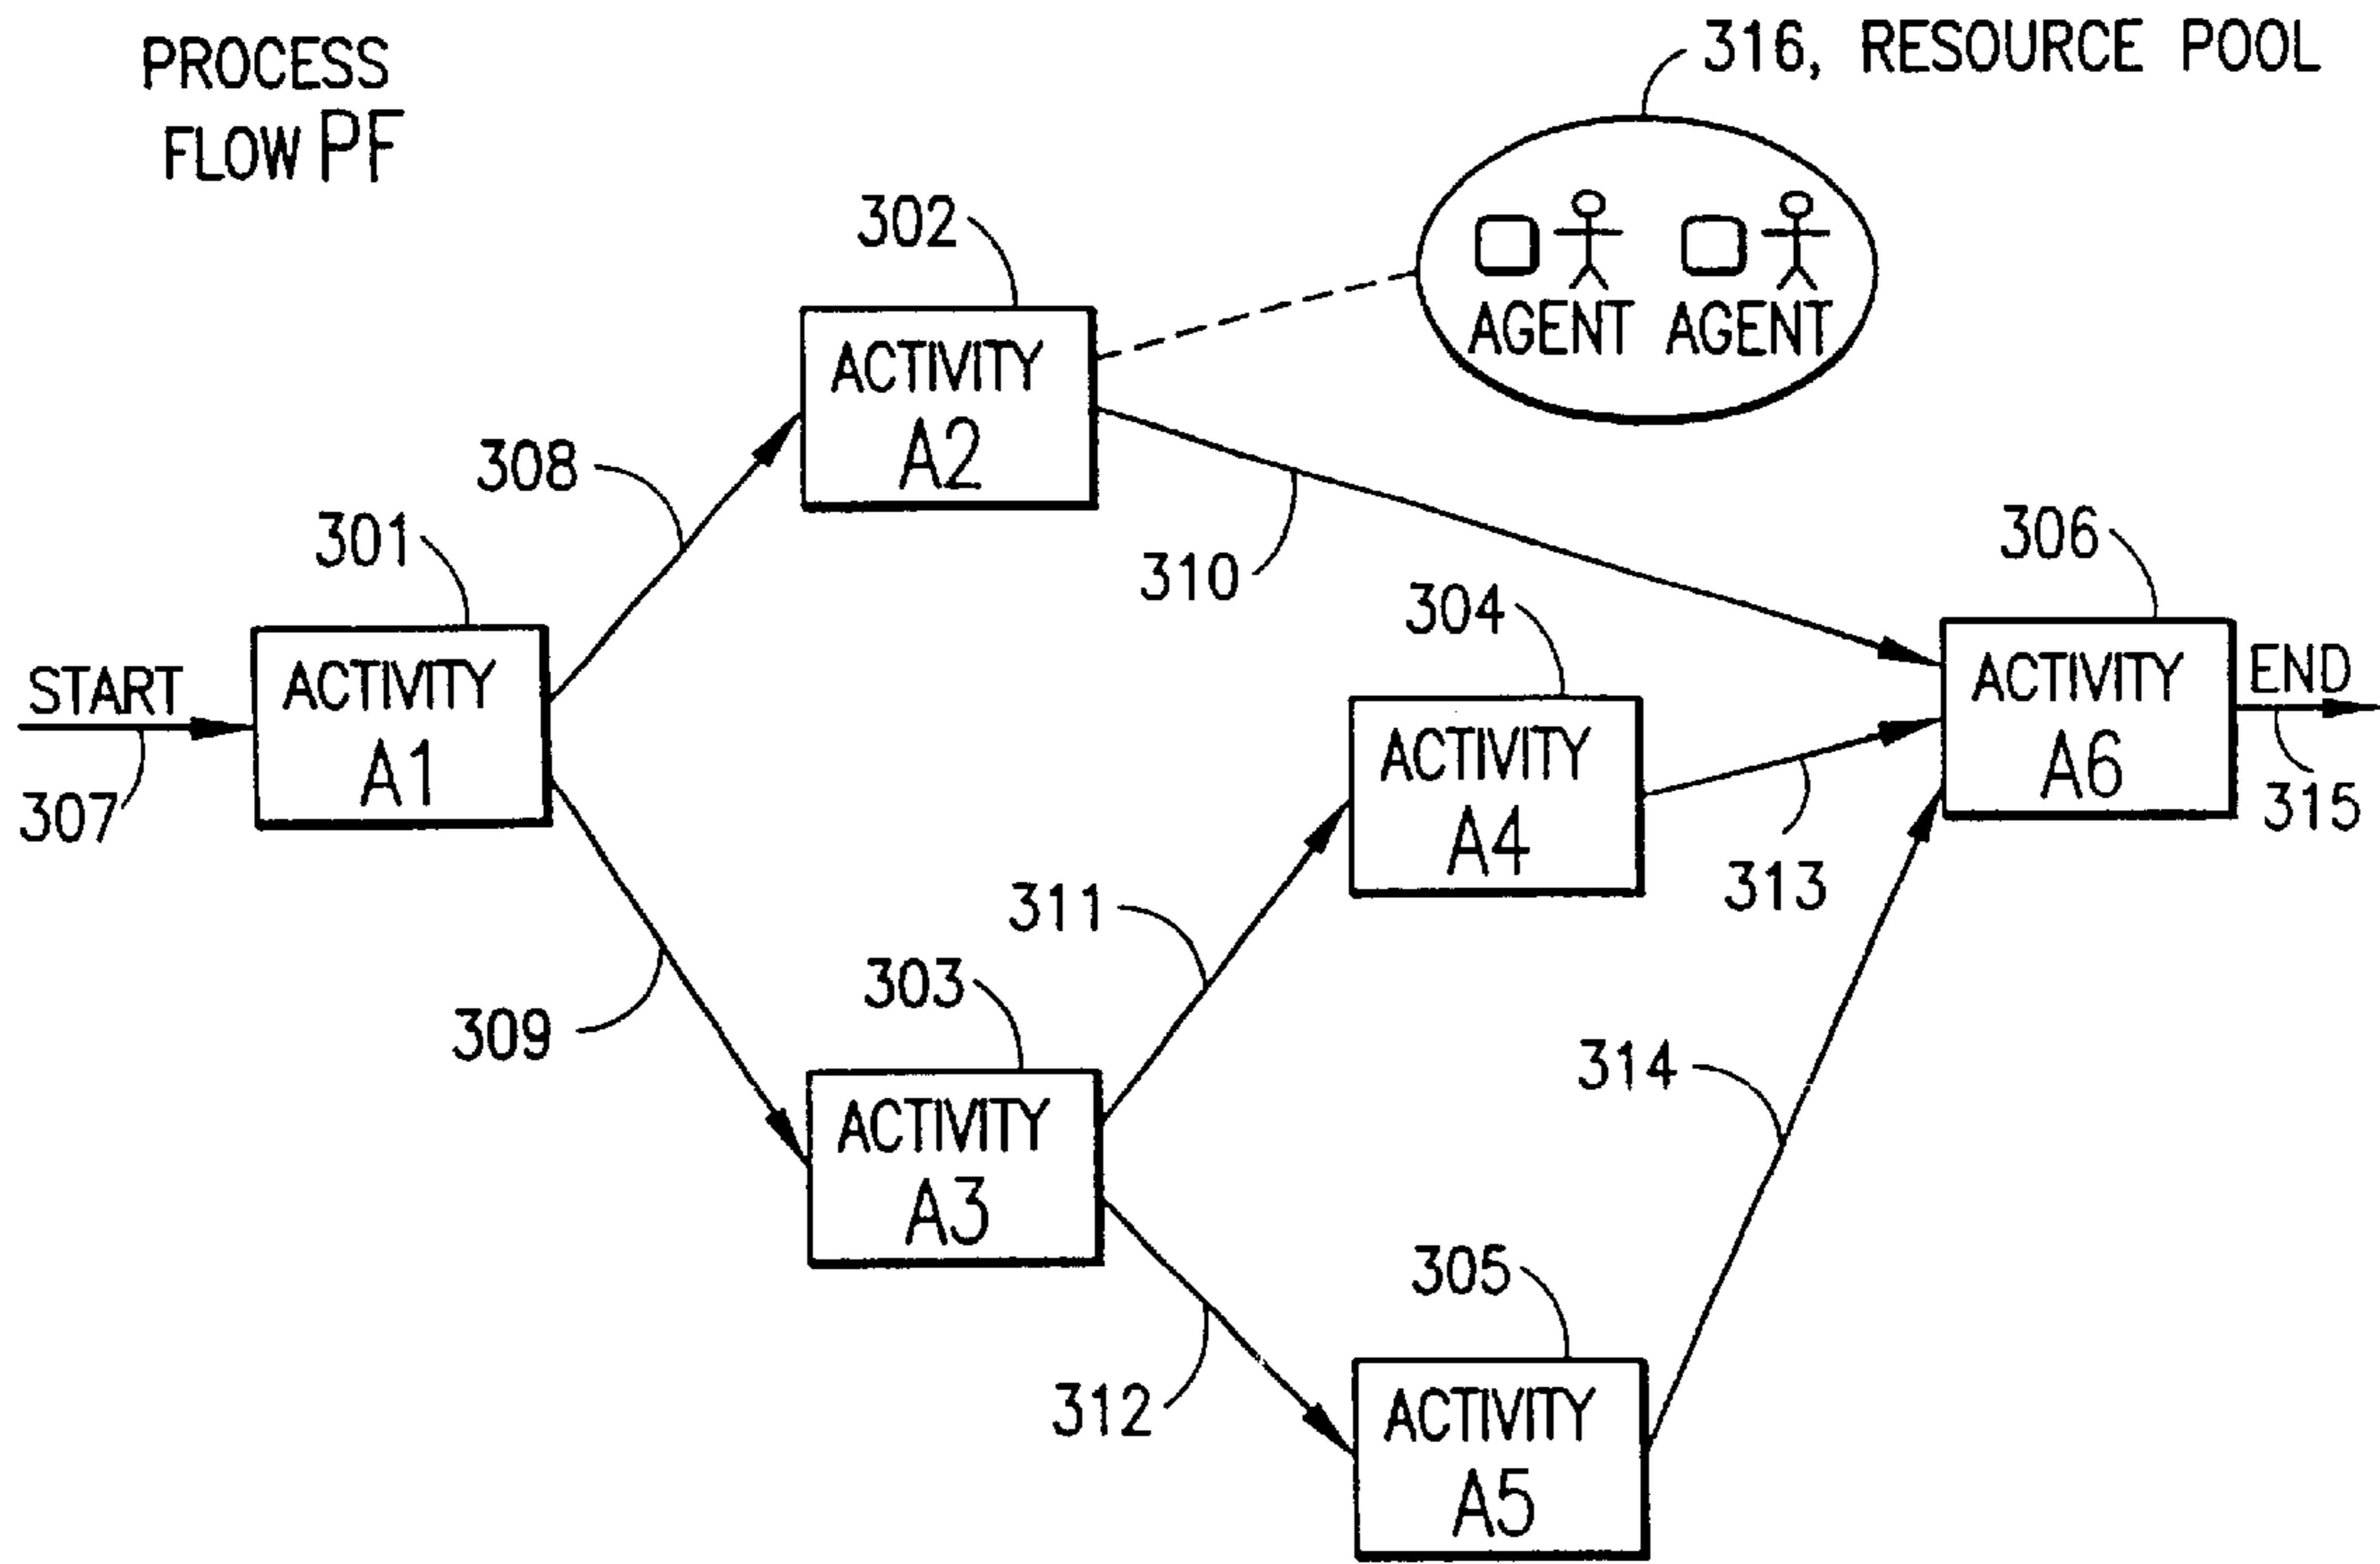 PROCESS
FLOW PF
316, RESOURCE POOL
302
AGENT AGENT
ACTIVITY
A2
308
301
310
306
304
START
ACTIVITY
A1
307
ACTIVITY
A6
END
315
ACTIVITY
A4
313
311
303
309
314
ACTIVITY
A3
305
312
ACTIVITY
A5